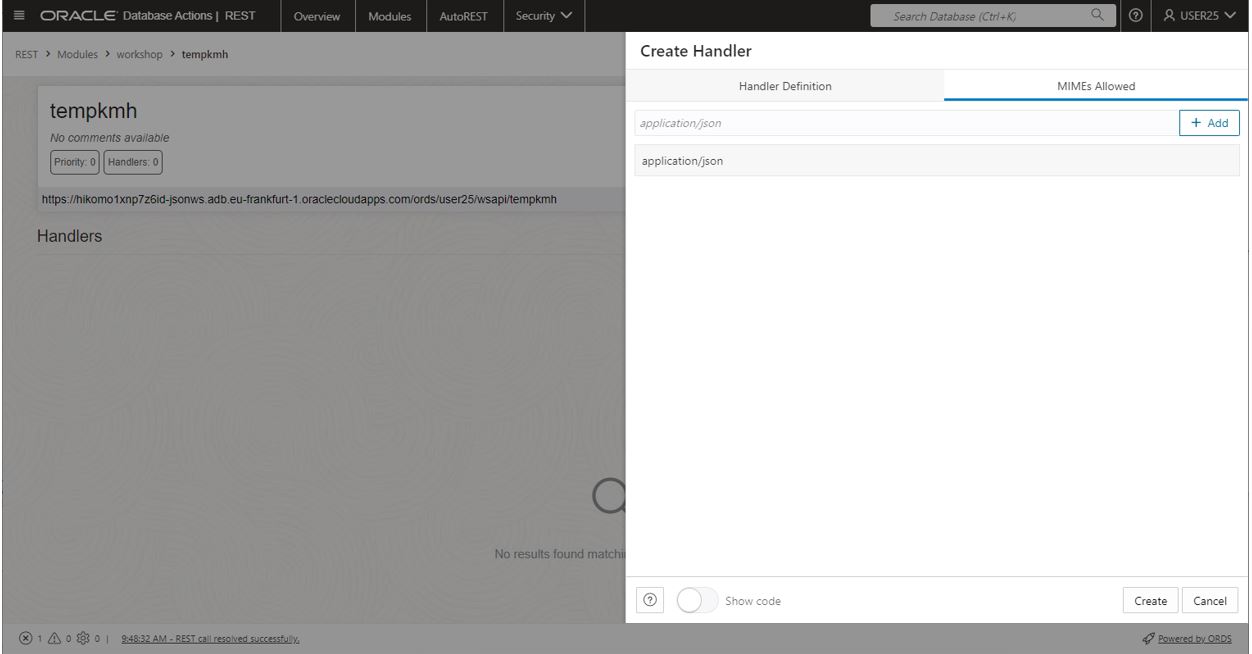 ORACLE Database Actions | REST Overview Modules AutoREST Security Search Database (Ctrl+K) USER25
REST > Modules > workshop > tempkmh
tempkmh
No comments available
Priority: 0 Handlers: 0
https://hikomo1xnp7z6id-jsonws.adb.eu-frankfurt-1.oraclecloudapps.com/ords/user25/wsapi/tempkmh
Handlers
No results found
Create Handler
Handler Definition MIMEs Allowed
application/json + Add
application/json
? Show code Create Cancel
1 0 0 | 9:48:32 AM - REST call resolved successfully. Powered by ORDS